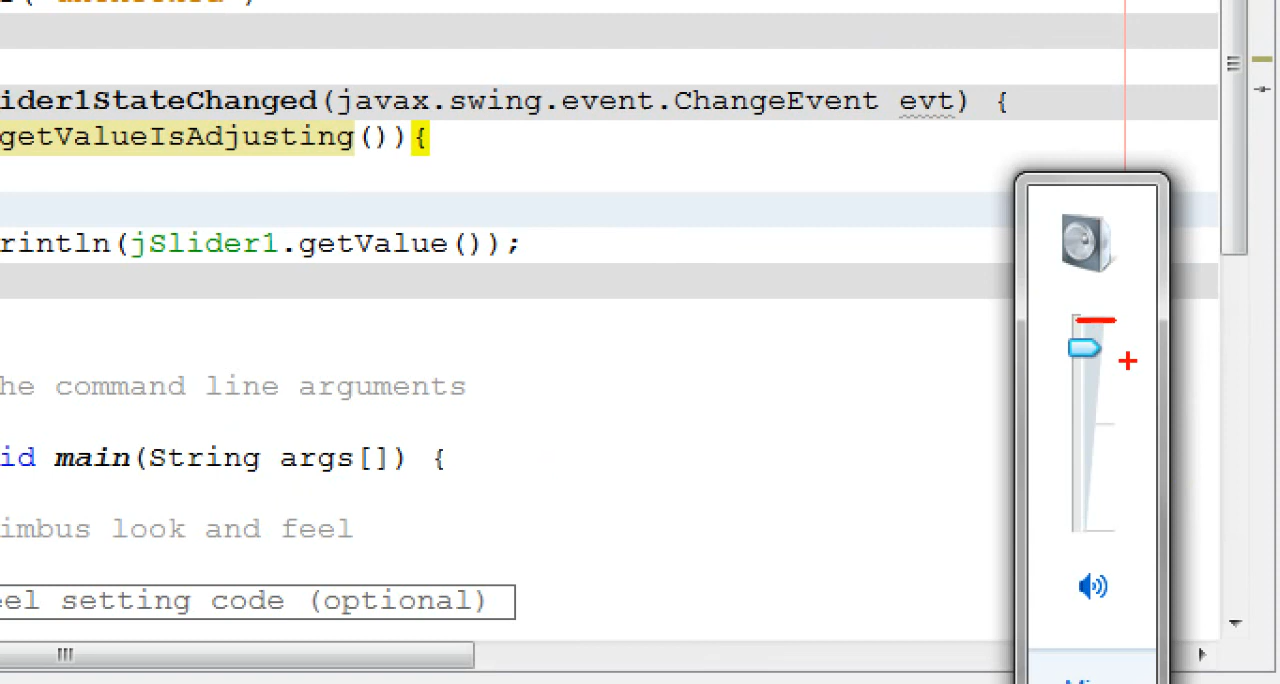 ider1StateChanged(javax.swing.event.ChangeEvent evt) {
getValueIsAdjusting()){
rintln(jSlider1.getValue());
he command line arguments
id main(String args[]) {
imbus look and feel
el setting code (optional)